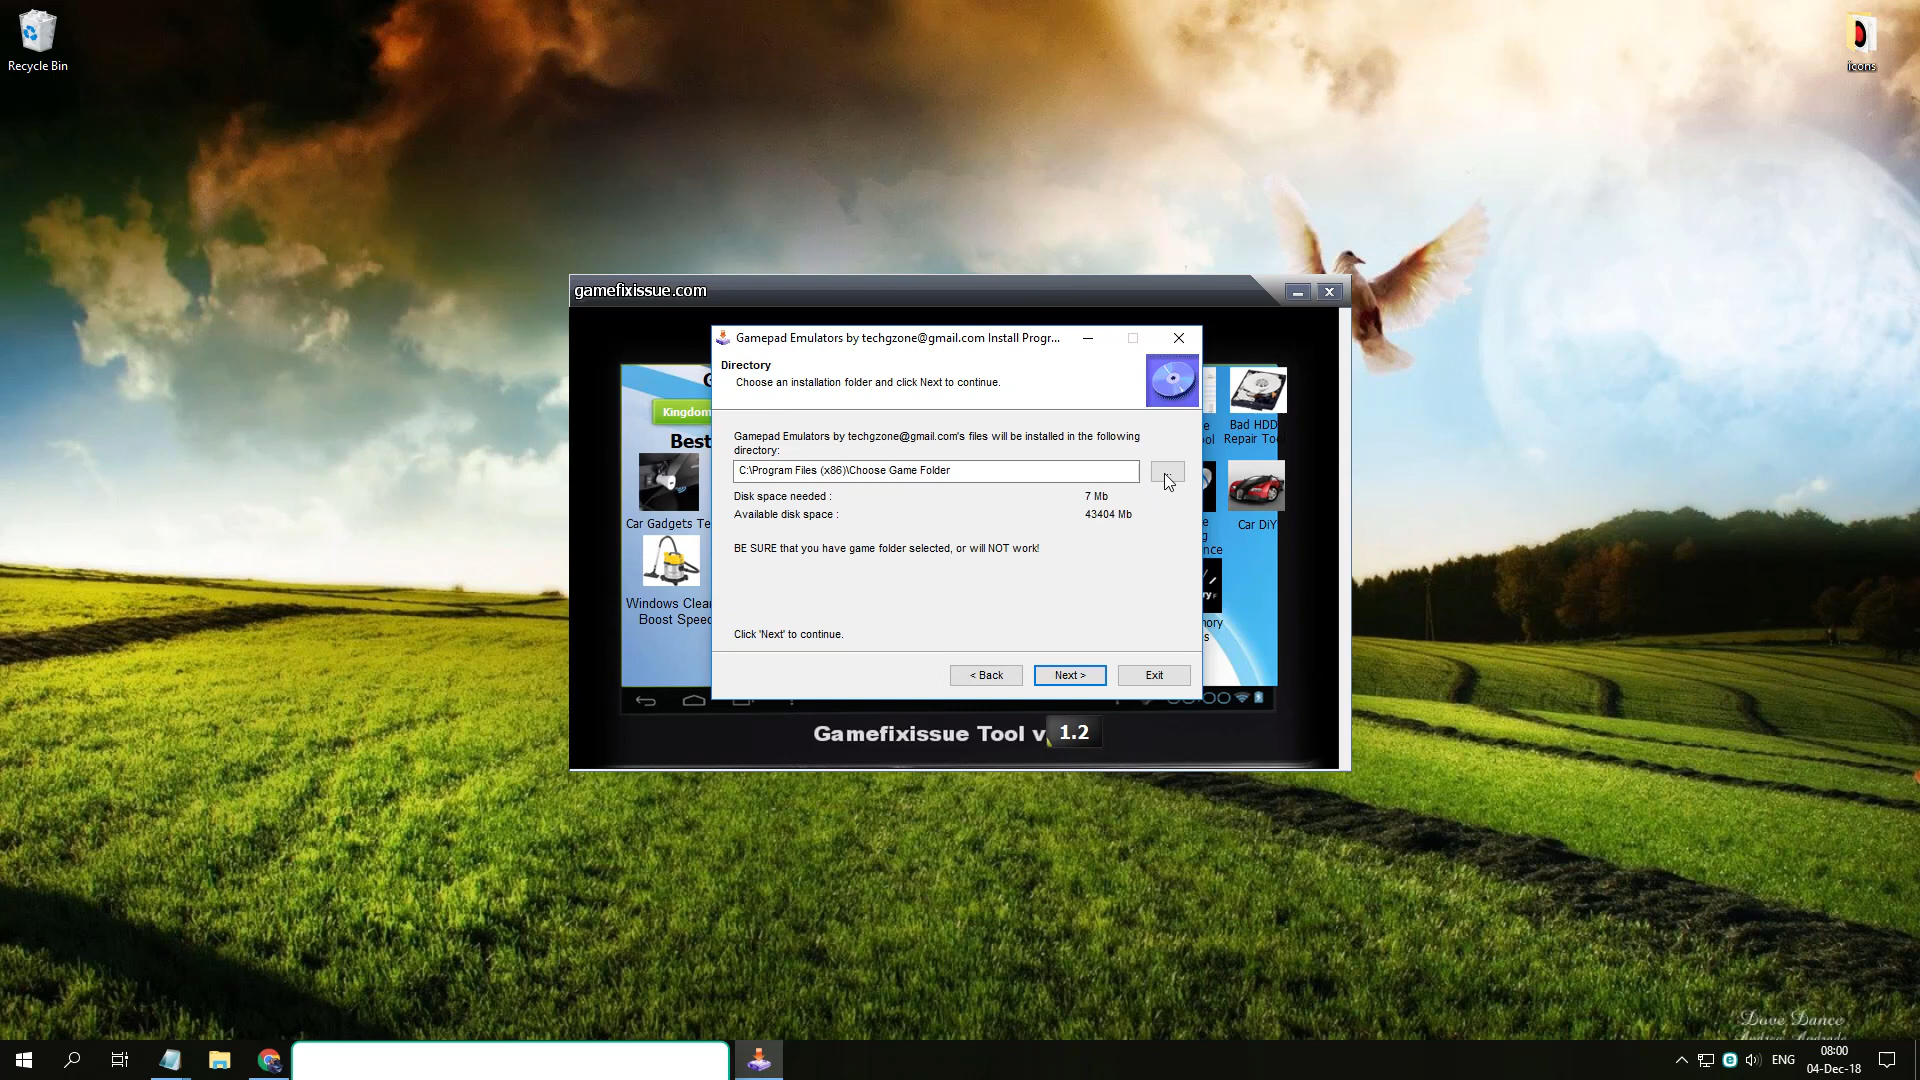 Recycle Bin
icons
gamefixissue.com
Gamepad Emulators by techgzone@gmail.com Install Progr...
Directory
Choose an installation folder and click Next to continue.
Gamepad Emulators by techgzone@gmail.com's files will be installed in the following
directory:
C:\Program Files (x86)\Choose Game Folder
Disk space needed : 7 Mb
Available disk space : 43404 Mb
BE SURE that you have game folder selected, or will NOT work!
Click 'Next' to continue.
< Back
Next >
Exit
Kingdom
Best
Car Gadgets Te
Windows Clea
Boost Speed
Bad HDD
Repair Too
Car DiY
Gamefixissue Tool v
1.2
Dove Dance
ENG
08:00
04-Dec-18